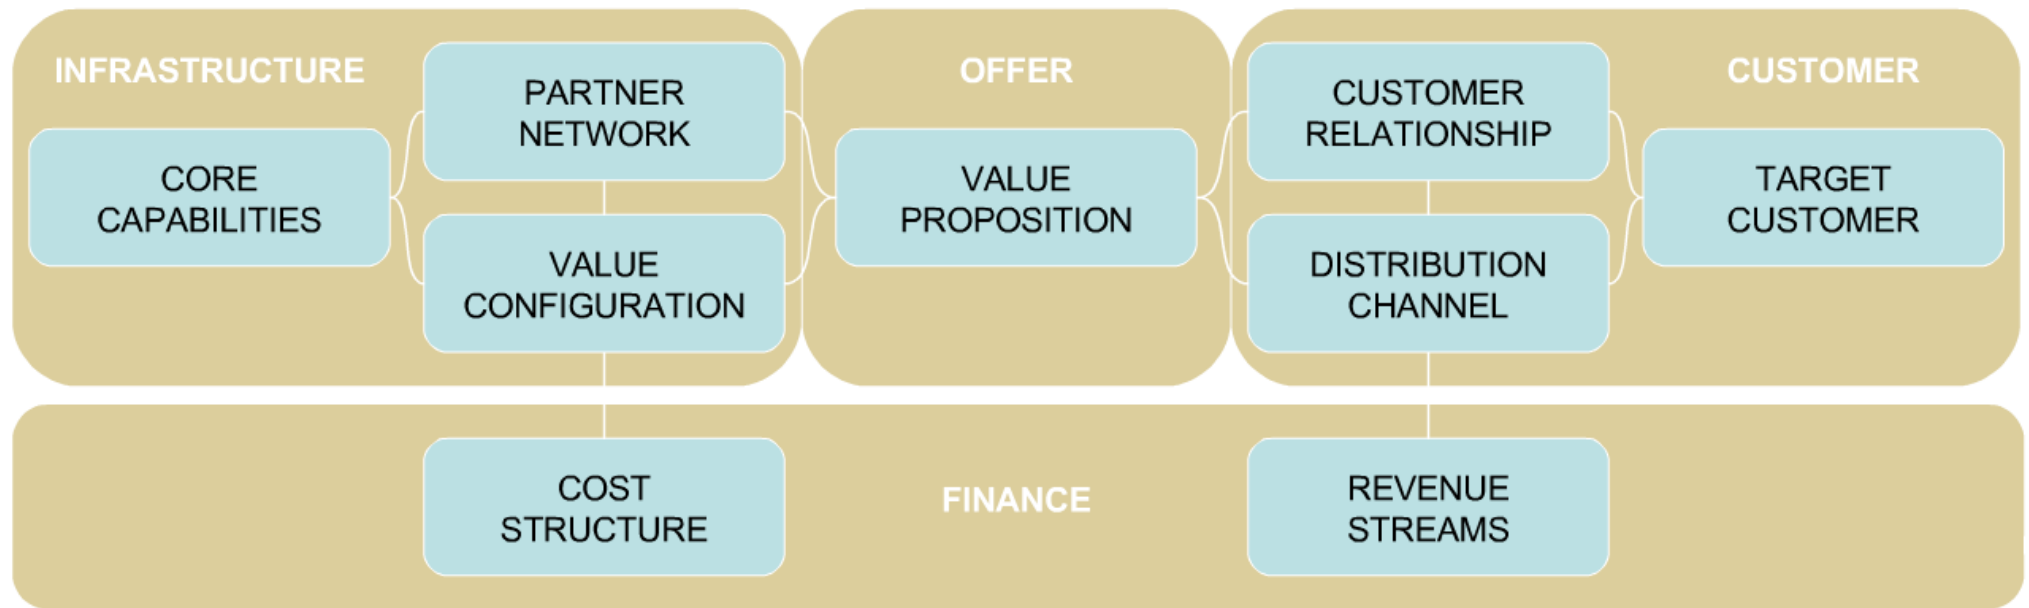 INFRASTRUCTURE
CORE
CAPABILITIES
PARTNER
NETWORK
VALUE
CONFIGURATION
OFFER
VALUE
PROPOSITION
CUSTOMER
CUSTOMER
RELATIONSHIP
DISTRIBUTION
CHANNEL
TARGET
CUSTOMER
FINANCE
COST
STRUCTURE
REVENUE
STREAMS